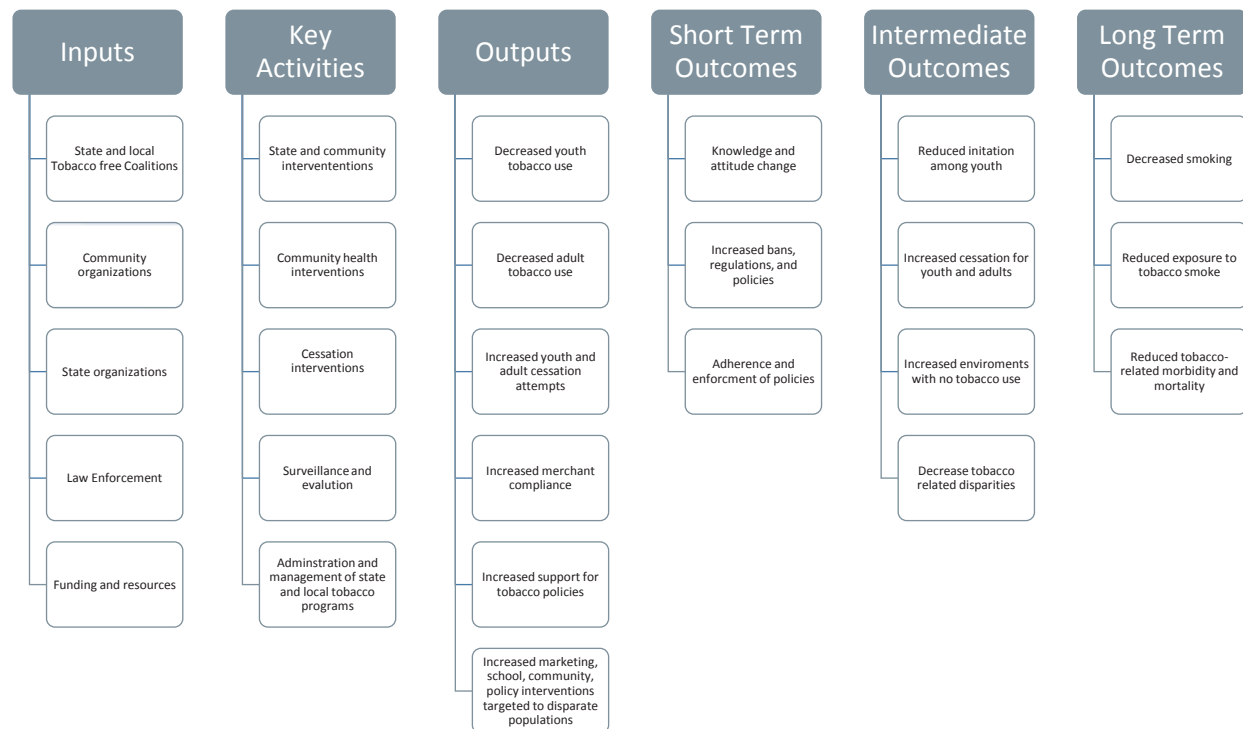 Inputs
State and local
Tobacco free Coalitions
Community
organizations
State organizations
Law Enforcement
Funding and resources
Key
Activities
State and community
intervententions
Community health
interventions
Cessation
interventions
Surveillance and
evalution
Adminstration and
management of state
and local tobacco
programs
Outputs
Decreased youth
tobacco use
Decreased adult
tobacco use
Increased youth and
adult cessation
attempts
Increased merchant
compliance
Increased support for
tobacco policies
Increased marketing,
school, community,
policy interventions
targeted to disparate
populations
Short Term
Outcomes
Knowledge and
attitude change
Increased bans,
regulations, and
policies
Adherence and
enforcment of policies
Intermediate
Outcomes
Reduced initation
among youth
Increased cessation for
youth and adults
Increased enviroments
with no tobacco use
Decrease tobacco
related disparities
Long Term
Outcomes
Decreased smoking
Reduced exposure to
tobacco smoke
Reduced tobacco-
related morbidity and
mortality